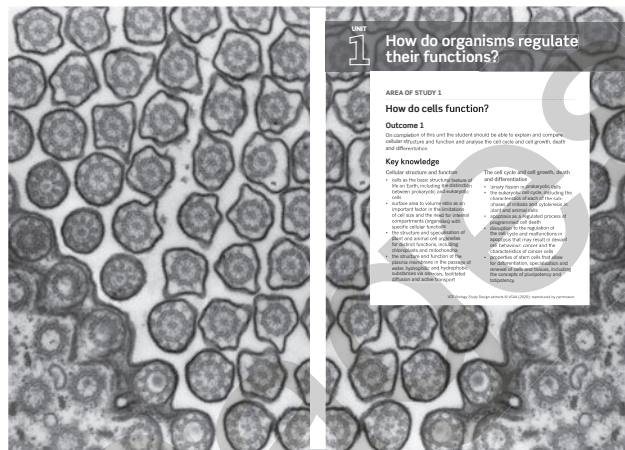 UNIT
1
How do organisms regulate
their functions?
AREA OF STUDY 1
How do cells function?
Outcome 1
On completion of this unit the student should be able to explain and compare
cellular structure and function and analyse the cell cycle and cell growth, death
and differentiation.
Key knowledge
Cellular structure and function
• cells as the basic structural feature of
life on Earth, including the distinction
between prokaryotic and eukaryotic
cells
• surface area to volume ratio as an
important factor in the limitations
of cell size and the need for internal
compartments (organelles) with
specific cellular functions
• the structure and specialisation of
plant and animal cell organelles
for distinct functions, including
chloroplasts and mitochondria
• the structure and function of the
plasma membrane in the passage of
water, hydrophilic and hydrophobic
substances via osmosis, facilitated
diffusion and active transport
The cell cycle and cell growth, death
and differentiation
• binary fission in prokaryotic cells
• the eukaryotic cell cycle, including the
characteristics of each of the sub-
phases of mitosis and cytokinesis in
plant and animal cells
• apoptosis as a regulated process of
programmed cell death
• disruption to the regulation of
the cell cycle and malfunctions in
apoptosis that may result in deviant
cell behaviour: cancer and the
characteristics of cancer cells
• properties of stem cells that allow
for differentiation, specialisation and
renewal of cells and tissues, including
the concepts of pluripotency and
totipotency.
VCE Biology Study Design extracts © VCAA (2020); reproduced by permission.